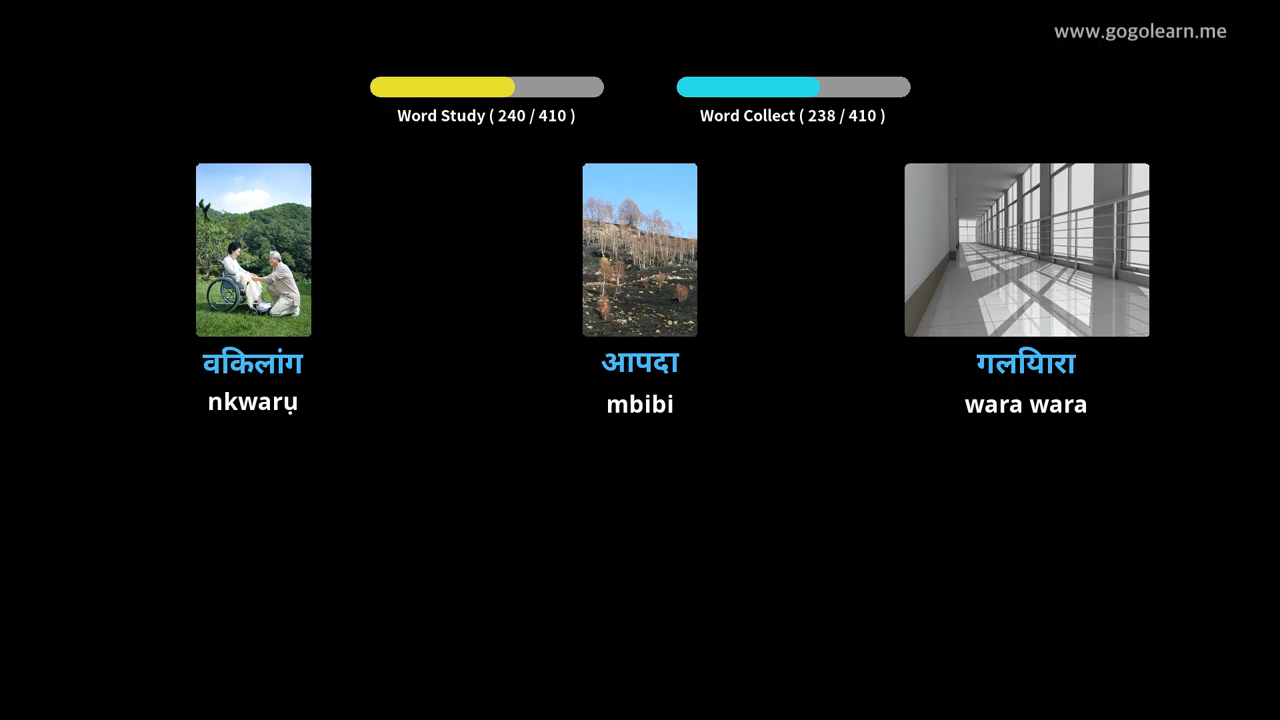 www.gogolearn.me
Word Study ( 240 / 410 )
Word Collect ( 238 / 410 )
विकलांग
nkwarụ
आपदा
mbibi
गलियारा
wara wara